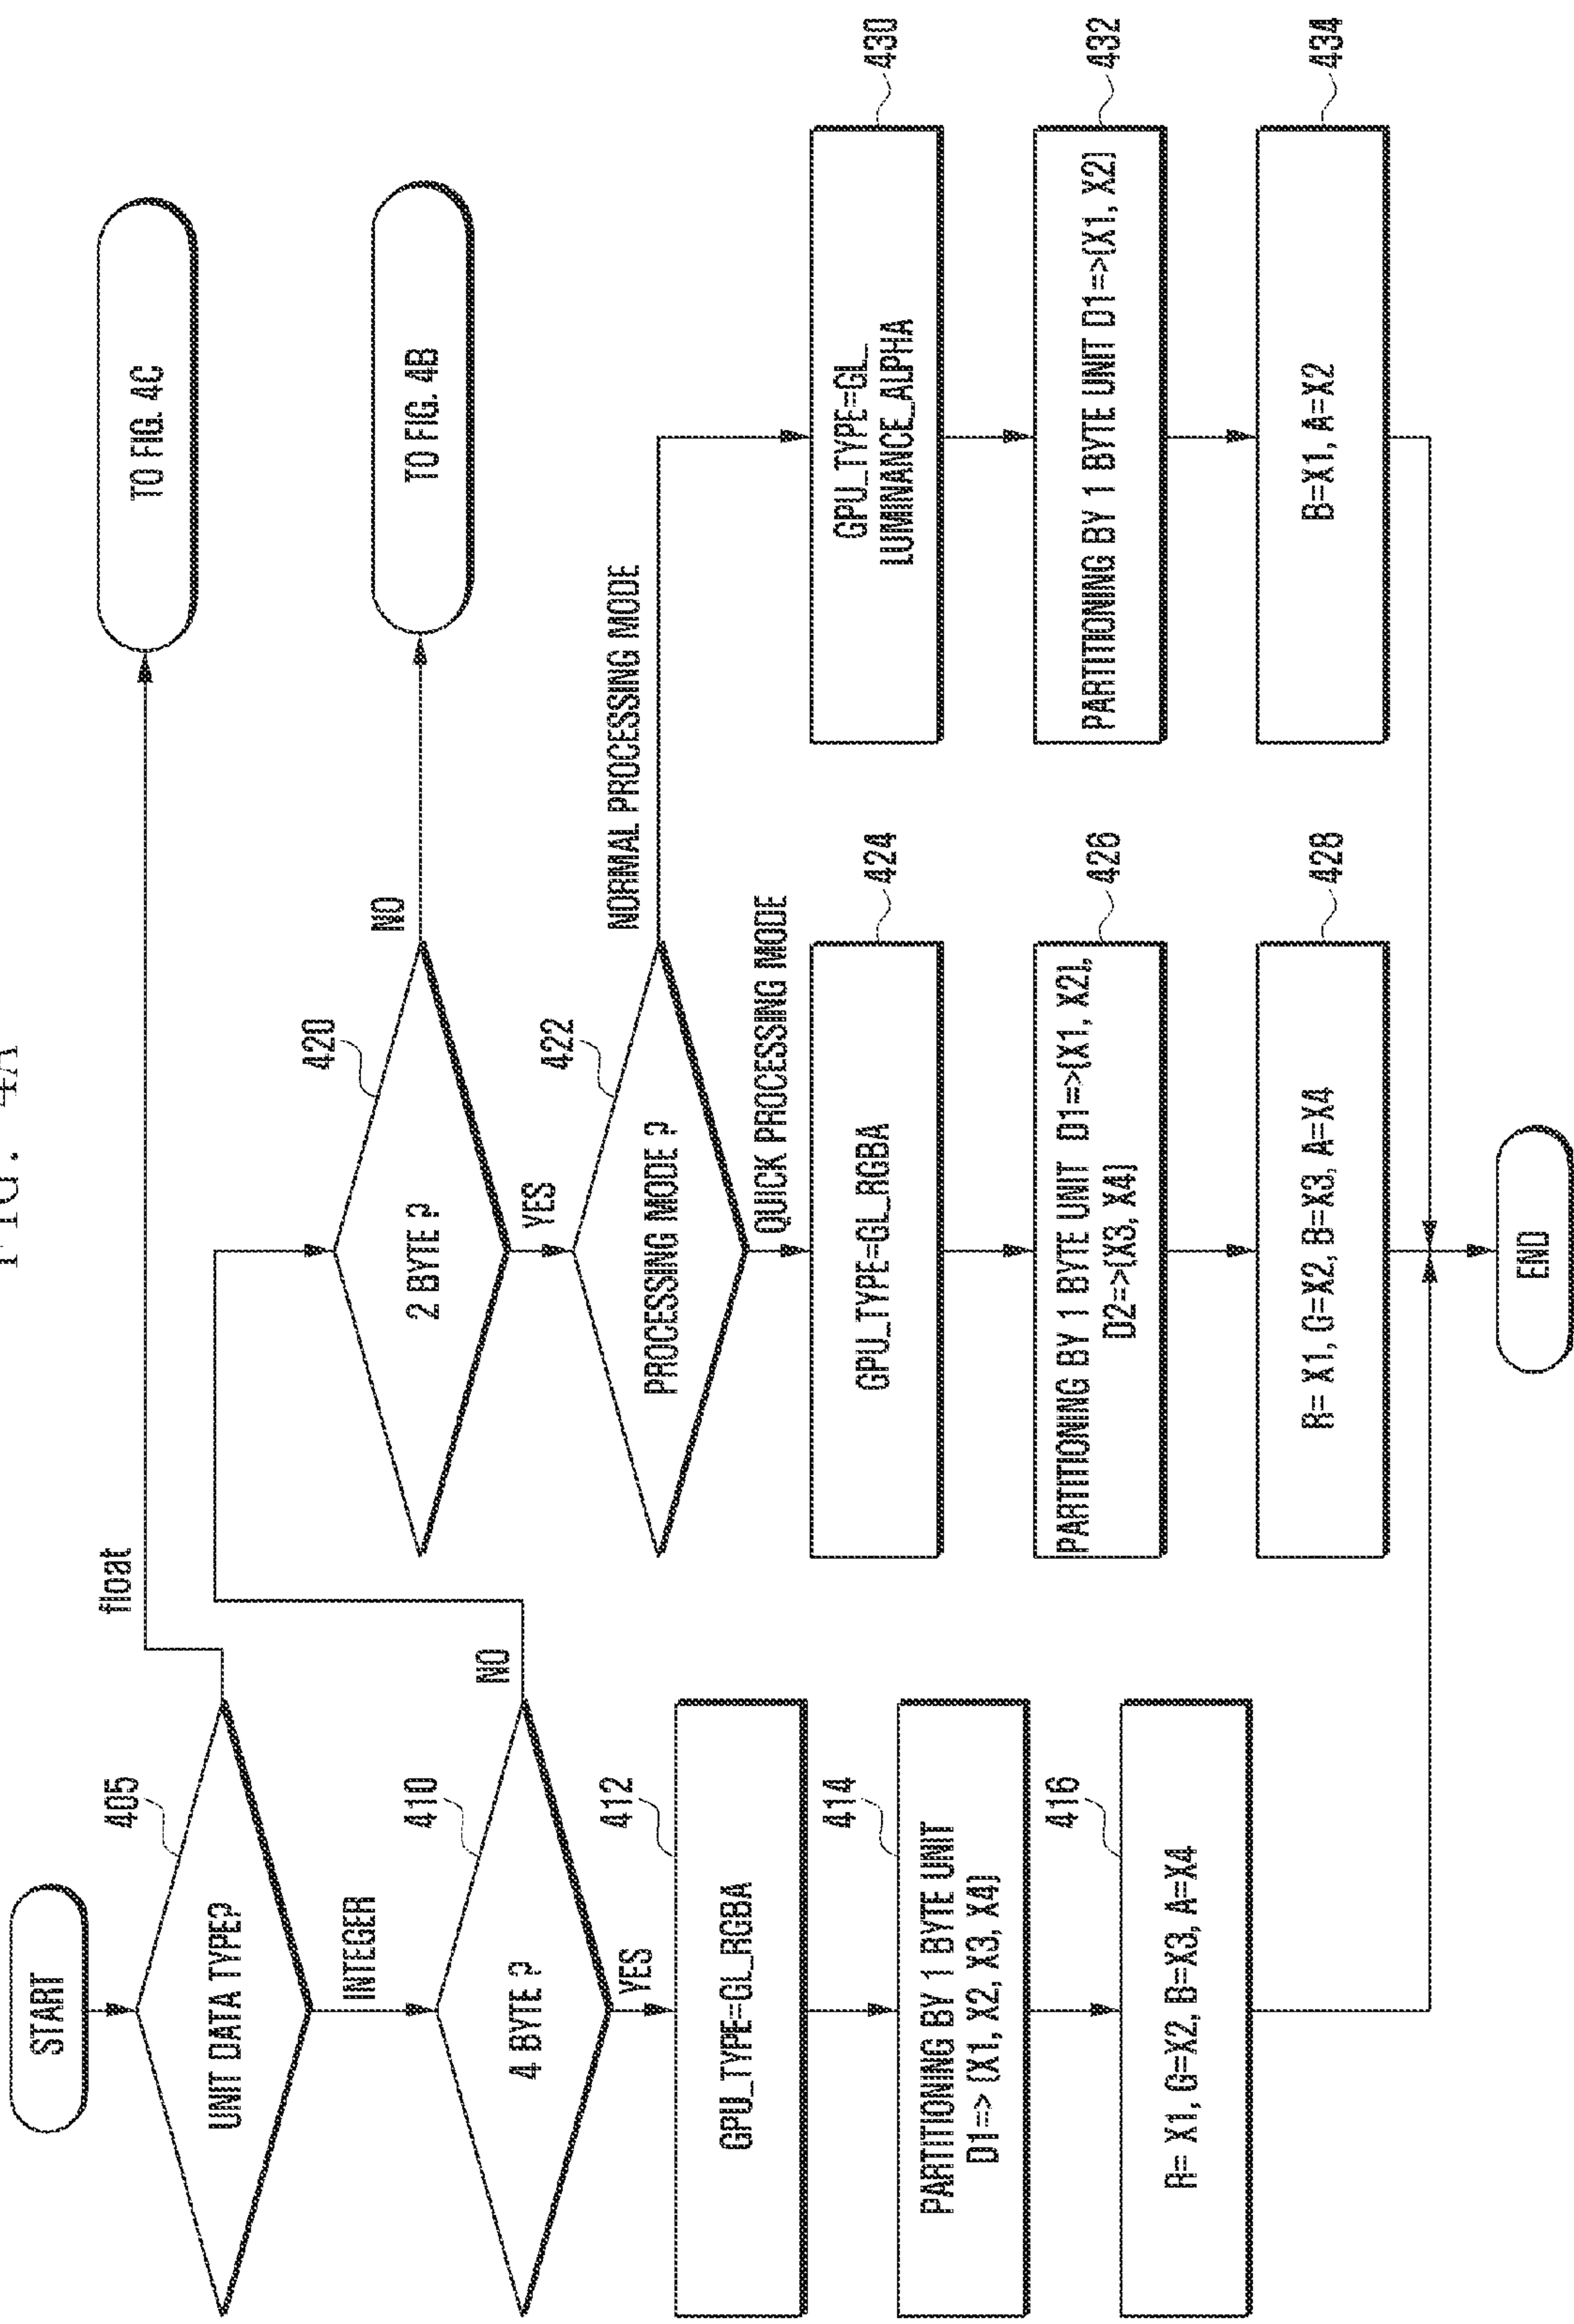 FIG. 4A
START
405
UNIT DATA TYPE?
float
TO FIG. 4C
INTEGER
410
4 BYTE ?
NO
YES
412
GPU_TYPE=GL_RGBA
414
PARTITIONING BY 1 BYTE UNIT
D1=> {X1, X2, X3, X4}
416
R= X1, G=X2, B=X3, A=X4
420
2 BYTE ?
NO
TO FIG. 4B
YES
422
PROCESSING MODE ?
NORMAL PROCESSING MODE
QUICK PROCESSING MODE
424
GPU_TYPE=GL_RGBA
426
PARTITIONING BY 1 BYTE UNIT D1=>{X1, X2},
D2=>{X3, X4}
428
R= X1, G=X2, B=X3, A=X4
430
GPU_TYPE=GL_
LUMINANCE_ALPHA
432
PARTITIONING BY 1 BYTE UNIT D1=>{X1, X2}
434
B=X1, A=X2
END